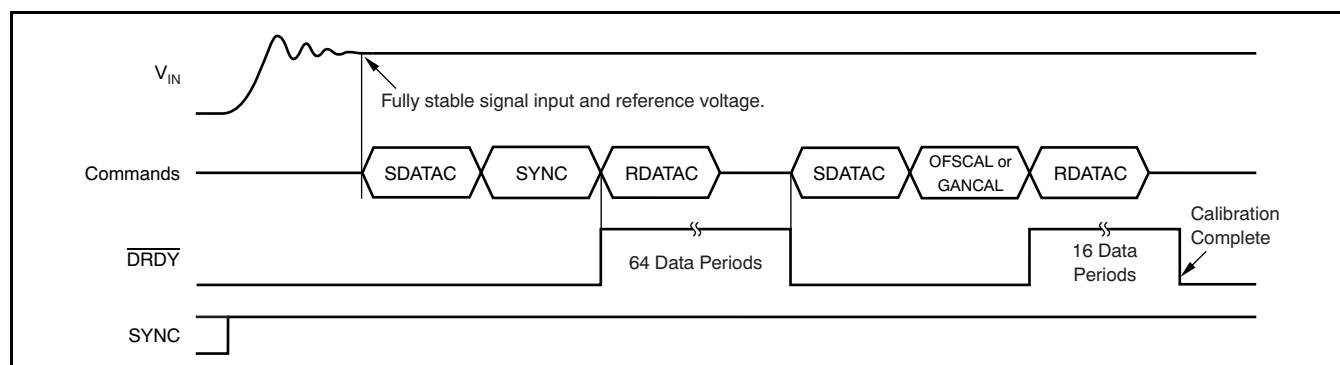 V_IN
Fully stable signal input and reference voltage.
Commands
SDATAC
SYNC
RDATAC
SDATAC
OFSCAL or
GANCAL
RDATAC
Calibration
Complete
DRDY
64 Data Periods
16 Data
Periods
SYNC